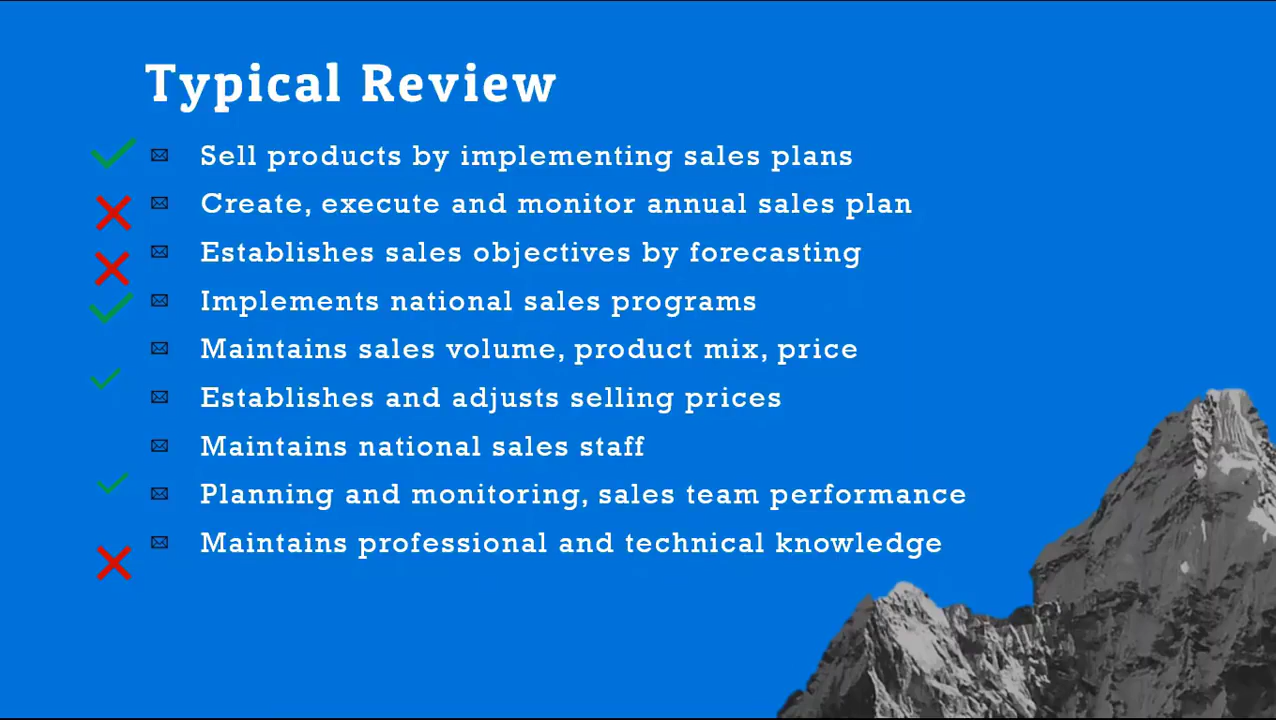 Typical Review
Sell products by implementing sales plans
Create, execute and monitor annual sales plan
Establishes sales objectives by forecasting
Implements national sales programs
Maintains sales volume, product mix, price
Establishes and adjusts selling prices
Maintains national sales staff
Planning and monitoring, sales team performance
Maintains professional and technical knowledge